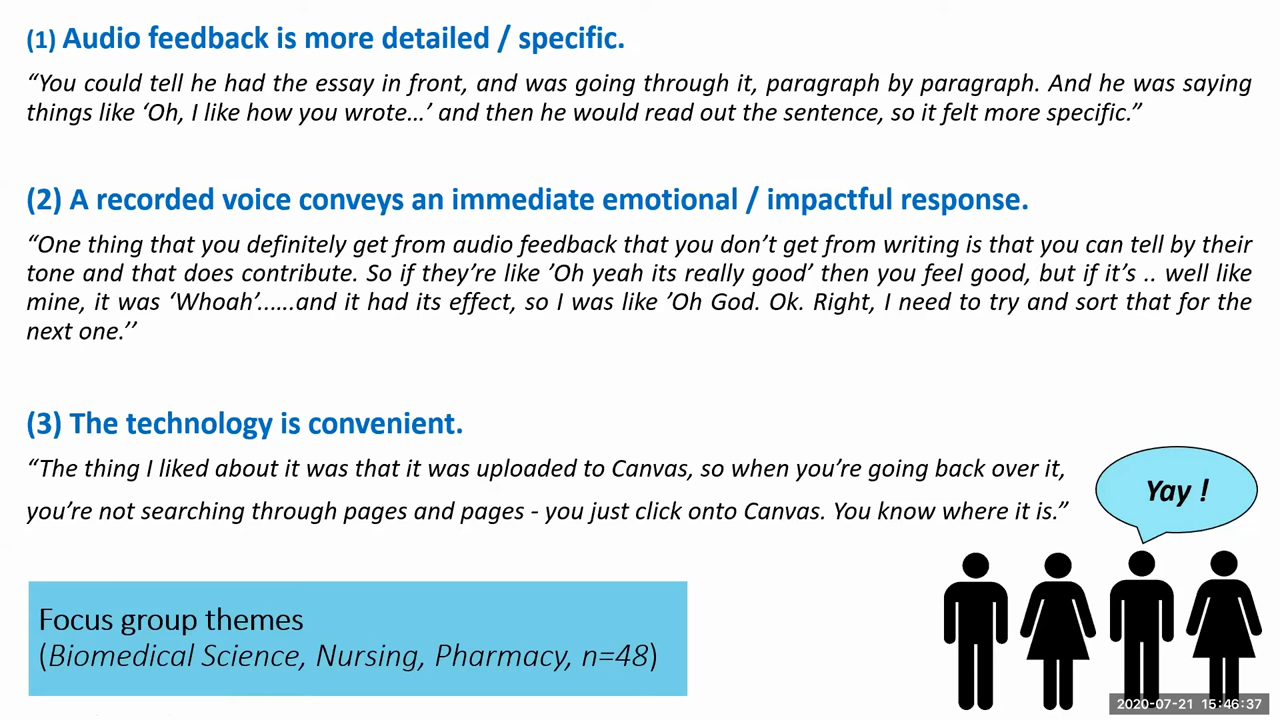 (1) Audio feedback is more detailed / specific.
“You could tell he had the essay in front, and was going through it, paragraph by paragraph. And he was saying
things like ‘Oh, I like how you wrote…’ and then he would read out the sentence, so it felt more specific.”
(2) A recorded voice conveys an immediate emotional / impactful response.
“One thing that you definitely get from audio feedback that you don’t get from writing is that you can tell by their
tone and that does contribute. So if they’re like ’Oh yeah its really good’ then you feel good, but if it’s .. well like
mine, it was ‘Whoah’……and it had its effect, so I was like ’Oh God. Ok. Right, I need to try and sort that for the
next one.’’
(3) The technology is convenient.
“The thing I liked about it was that it was uploaded to Canvas, so when you’re going back over it,
you’re not searching through pages and pages - you just click onto Canvas. You know where it is.”
Yay !
Focus group themes
(Biomedical Science, Nursing, Pharmacy, n=48)
2020-07-21 15:46:37